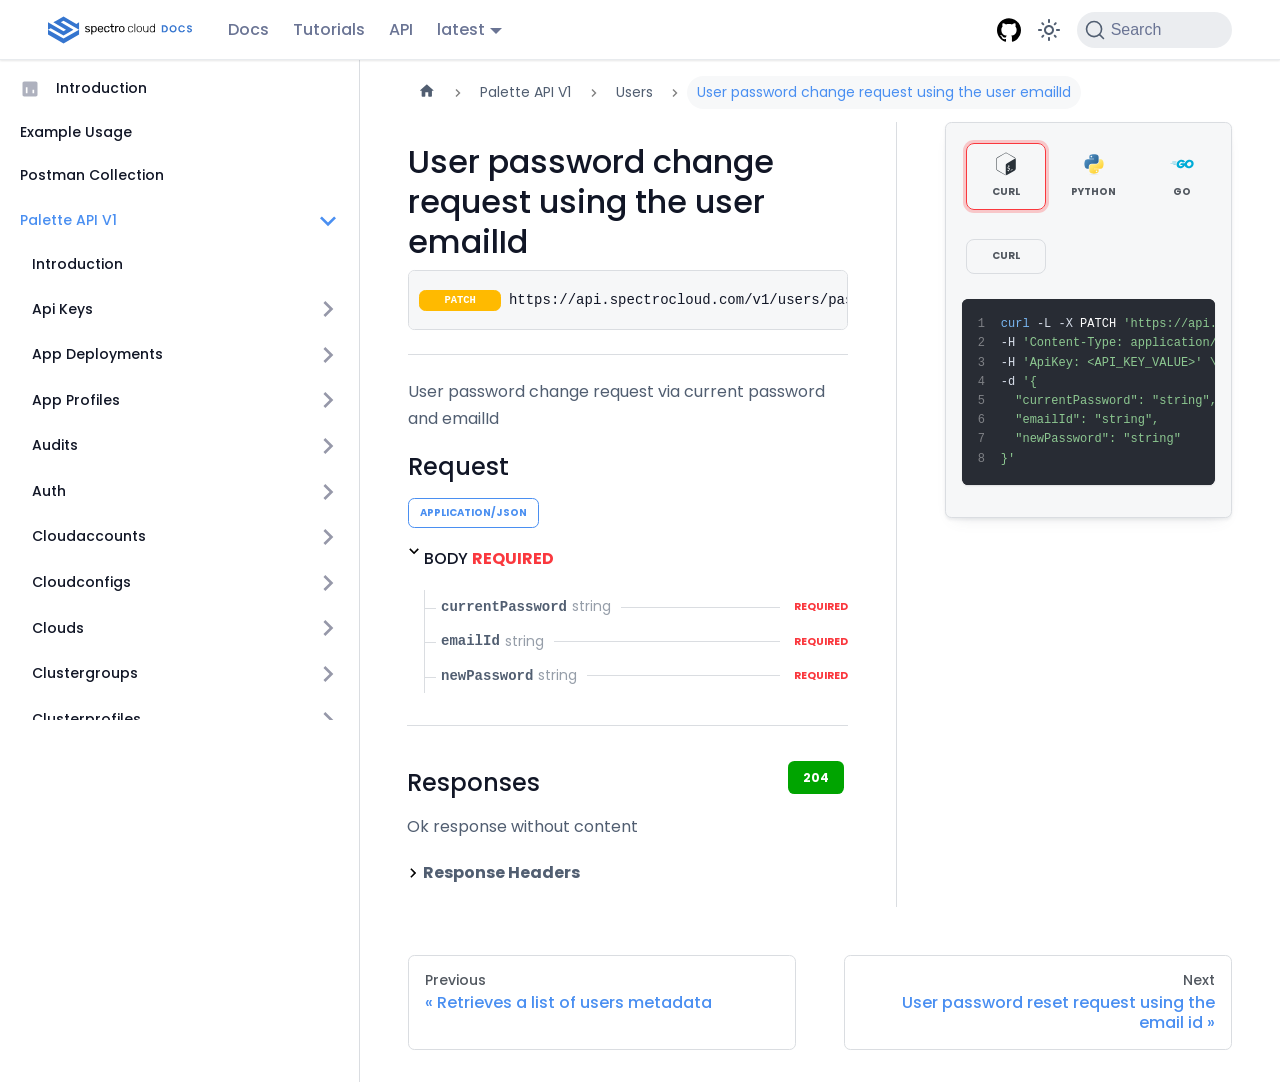 spectro cloud DOCS
Docs
Tutorials
API
latest
Search
Introduction
Example Usage
Postman Collection
Palette API V1
Introduction
Api Keys
App Deployments
App Profiles
Audits
Auth
Cloudaccounts
Cloudconfigs
Clouds
Clustergroups
Clusterprofiles
Palette API V1
Users
User password change request using the user emailId
User password change
request using the user
emailId
PATCH https://api.spectrocloud.com/v1/users/pas
User password change request via current password
and emailId
Request
APPLICATION/JSON
BODY REQUIRED
currentPassword string REQUIRED
emailId string REQUIRED
newPassword string REQUIRED
Responses
204
Ok response without content
Response Headers
CURL
PYTHON
GO
CURL
1 curl -L -X PATCH 'https://api.
2 -H 'Content-Type: application/
3 -H 'ApiKey: <API_KEY_VALUE>' \
4 -d '{
5 "currentPassword": "string",
6 "emailId": "string",
7 "newPassword": "string"
8 }'
Previous
« Retrieves a list of users metadata
Next
User password reset request using the
email id »